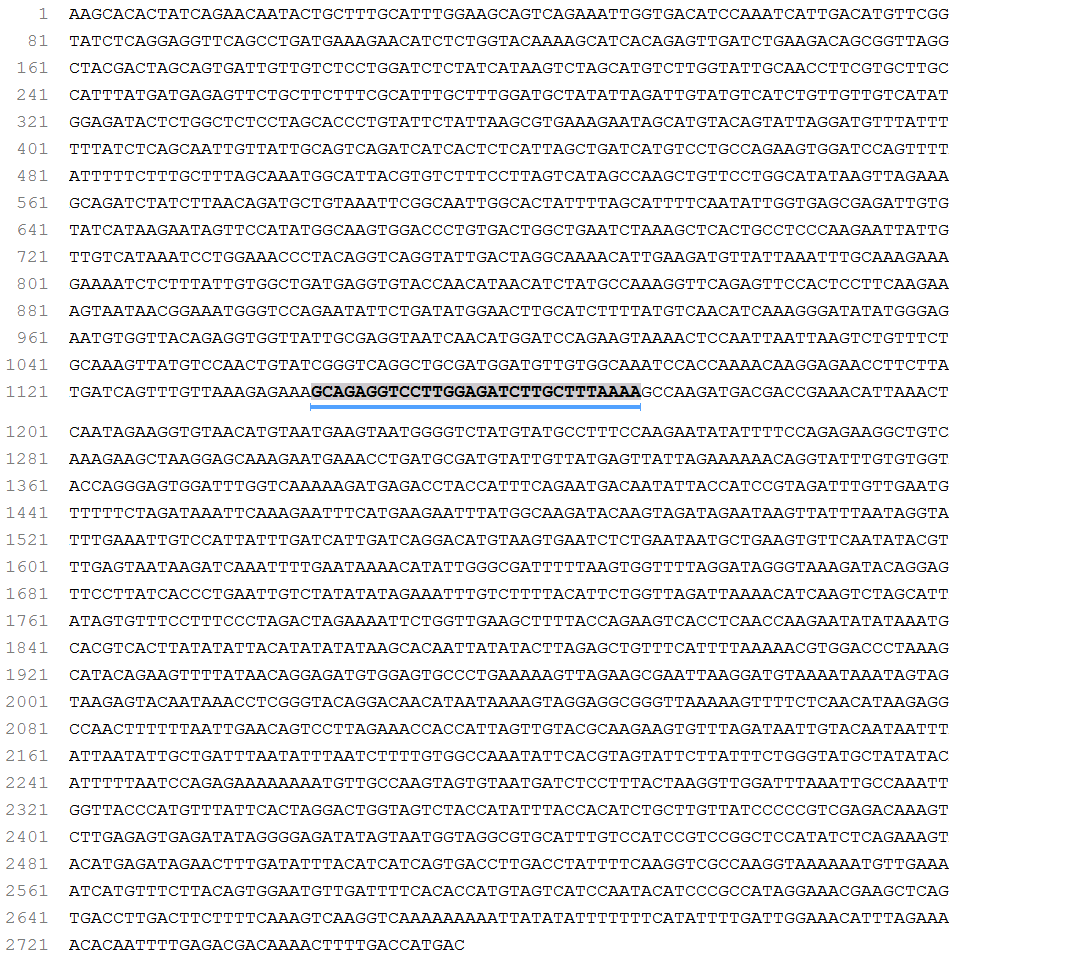 1 AAGCACACTATCAGAACAATACTGCTTTGCATTTGGAAGCAGTCAGAAATTGGTGACATCCAAATCATTGACATGTTCGG
81 TATCTCAGGAGGTTCAGCCTGATGAAAGAACATCTCTGGTACAAAAGCATCACAGAGTTGATCTGAAGACAGCGGTTAGG
161 CTACGACTAGCAGTGATTGTTGTCTCCTGGATCTCTATCATAAGTCTAGCATGTCTTGGTATTGCAACCTTCGTGCTTGC
241 CATTTATGATGAGAGTTCTGCTTCTTTCGCATTTGCTTTGGATGCTATATTAGATTGTATGTCATCTGTTGTTGTCATAT
321 GGAGATACTCTGGCTCTCCTAGCACCCTGTATTCTATTAAGCGTGAAAGAATAGCATGTACAGTATTAGGATGTTTATTT
401 TTTATCTCAGCAATTGTTATTGCAGTCAGATCATCACTCTCATTAGCTGATCATGTCCTGCCAGAAGTGGATCCAGTTTT
481 ATTTTTCTTTGCTTTAGCAAATGGCATTACGTGTCTTTCCTTAGTCATAGCCAAGCTGTTCCTGGCATATAAGTTAGAAA
561 GCAGATCTATCTTAACAGATGCTGTAAATTCGGCAATTGGCACTATTTTAGCATTTTCAATATTGGTGAGCGAGATTGTG
641 TATCATAAGAATAGTTCCATATGGCAAGTGGACCCTGTGACTGGCTGAATCTAAAGCTCACTGCCTCCCAAGAATTATTG
721 TTGTCATAAATCCTGGAAACCCTACAGGTCAGGTATTGACTAGGCAAAACATTGAAGATGTTATTAAATTTGCAAAGAAA
801 GAAAATCTCTTTATTGTGGCTGATGAGGTGTACCAACATAACATCTATGCCAAAGGTTCAGAGTTCCACTCCTTCAAGAA
881 AGTAATAACGGAAATGGGTCCAGAATATTCTGATATGGAACTTGCATCTTTTATGTCAACATCAAAGGGATATATGGGAG
961 AATGTGGTTACAGAGGTGGTTATTGCGAGGTAATCAACATGGATCCAGAAGTAAAACTCCAATTAATTAAGTCTGTTTCT
1041 GCAAAGTTATGTCCAACTGTATCGGGTCAGGCTGCGATGGATGTTGTGGCAAATCCACCAAAACAAGGAGAACCTTCTTA
1121 TGATCAGTTTGTTAAAGAGAAAGCAGAGGTCCTTGGAGATCTTGCTTTAAAAGCCAAGATGACGACCGAAACATTAAACT
1201 CAATAGAAGGTGTAACATGTAATGAAGTAATGGGGTCTATGTATGCCTTTCCAAGAATATATTTTCCAGAGAAGGCTGTC
1281 AAAGAAGCTAAGGAGCAAAGAATGAAACCTGATGCGATGTATTGTTATGAGTTATTAGAAAAAACAGGTATTTGTGTGGT
1361 ACCAGGGAGTGGATTTGGTCAAAAAGATGAGACCTACCATTTCAGAATGACAATATTACCATCCGTAGATTTGTTGAATG
1441 TTTTTCTAGATAAATTCAAAGAATTTCATGAAGAATTTATGGCAAGATACAAGTAGATAGAATAAGTTATTTAATAGGTA
1521 TTTGAAATTGTCCATTATTTGATCATTGATCAGGACATGTAAGTGAATCTCTGAATAATGCTGAAGTGTTCAATATACGT
1601 TTGAGTAATAAGATCAAATTTTGAATAAAACATATTGGGCGATTTTTAAGTGGTTTTAGGATAGGGTAAAGATACAGGAG
1681 TTCCTTATCACCCTGAATTGTCTATATATAGAAATTTGTCTTTTACATTCTGGTTAGATTAAAACATCAAGTCTAGCATT
1761 ATAGTGTTTCCTTTCCCTAGACTAGAAAATTCTGGTTGAAGCTTTTACCAGAAGTCACCTCAACCAAGAATATATAAATG
1841 CACGTCACTTATATATTACATATATATAAGCACAATTATATACTTAGAGCTGTTTCATTTTAAAAACGTGGACCCTAAAG
1921 CATACAGAAGTTTTATAACAGGAGATGTGGAGTGCCCTGAAAAAGTTAGAAGCGAATTAAGGATGTAAAATAAATAGTAG
2001 TAAGAGTACAATAAACCTCGGGTACAGGACAACATAATAAAAGTAGGAGGCGGGTTAAAAAGTTTTCTCAACATAAGAGG
2081 CCAACTTTTTTAATTGAACAGTCCTTAGAAACCACCATTAGTTGTACGCAAGAAGTGTTTAGATAATTGTACAATAATTT
2161 ATTAATATTGCTGATTTAATATTTAATCTTTTGTGGCCAAATATTCACGTAGTATTCTTATTTCTGGGTATGCTATATAC
2241 ATTTTTAATCCAGAGAAAAAAAATGTTGCCAAGTAGTGTAATGATCTCCTTTACTAAGGTTGGATTTAAATTGCCAAATT
2321 GGTTACCCATGTTTATTCACTAGGACTGGTAGTCTACCATATTTACCACATCTGCTTGTTATCCCCCGTCGAGACAAAGT
2401 CTTGAGAGTGAGATATAGGGGAGATATAGTAATGGTAGGCGTGCATTTGTCCATCCGTCCGGCTCCATATCTCAGAAAGT
2481 ACATGAGATAGAACTTTGATATTTACATCATCAGTGACCTTGACCTATTTTCAAGGTCGCCAAGGTAAAAAATGTTGAAA
2561 ATCATGTTTCTTACAGTGGAATGTTGATTTTCACACCATGTAGTCATCCAATACATCCCGCCATAGGAAACGAAGCTCAG
2641 TGACCTTGACTTCTTTTCAAAGTCAAGGTCAAAAAAAAATTATATATTTTTTTCATATTTTGATTGGAAACATTTAGAAA
2721 ACACAATTTTGAGACGACAAAACTTTTGACCATGAC